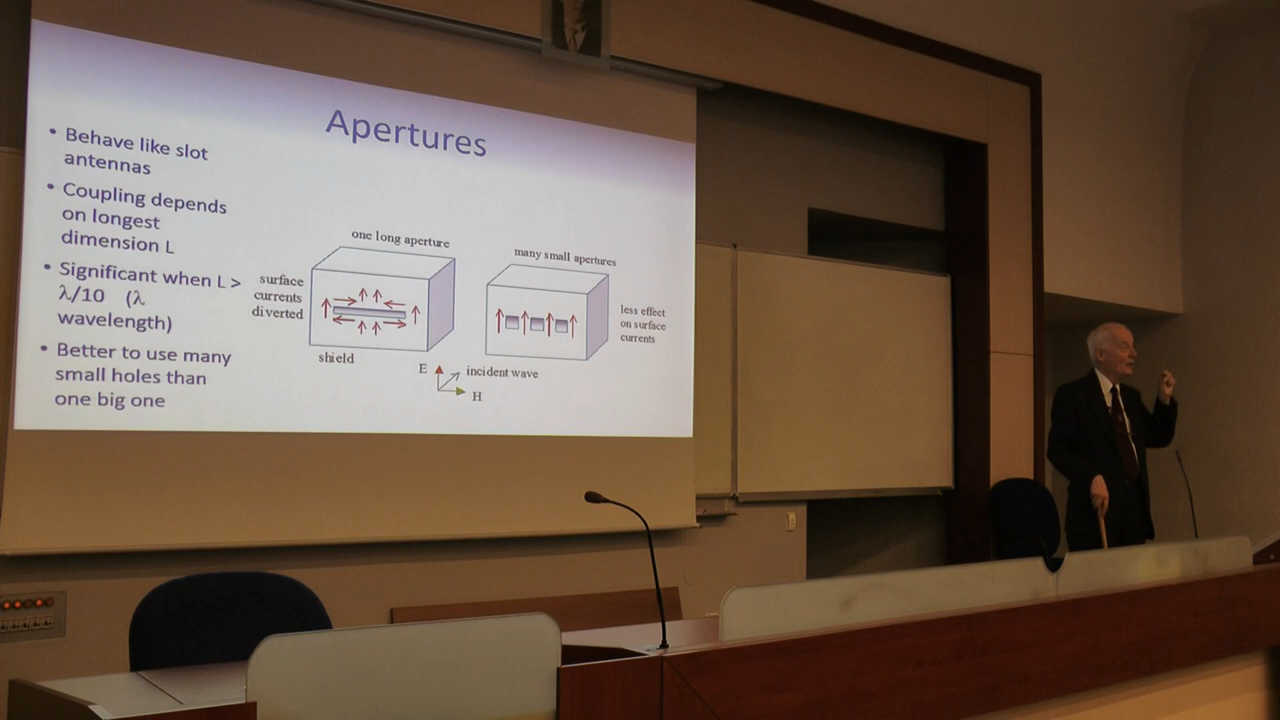 Apertures
• Behave like slot
antennas
• Coupling depends
on longest
dimension L
• Significant when L >
λ/10 (λ
wavelength)
• Better to use many
small holes than
one big one
one long aperture
surface
currents
diverted
shield
many small apertures
less effect
on surface
currents
E
incident wave
H